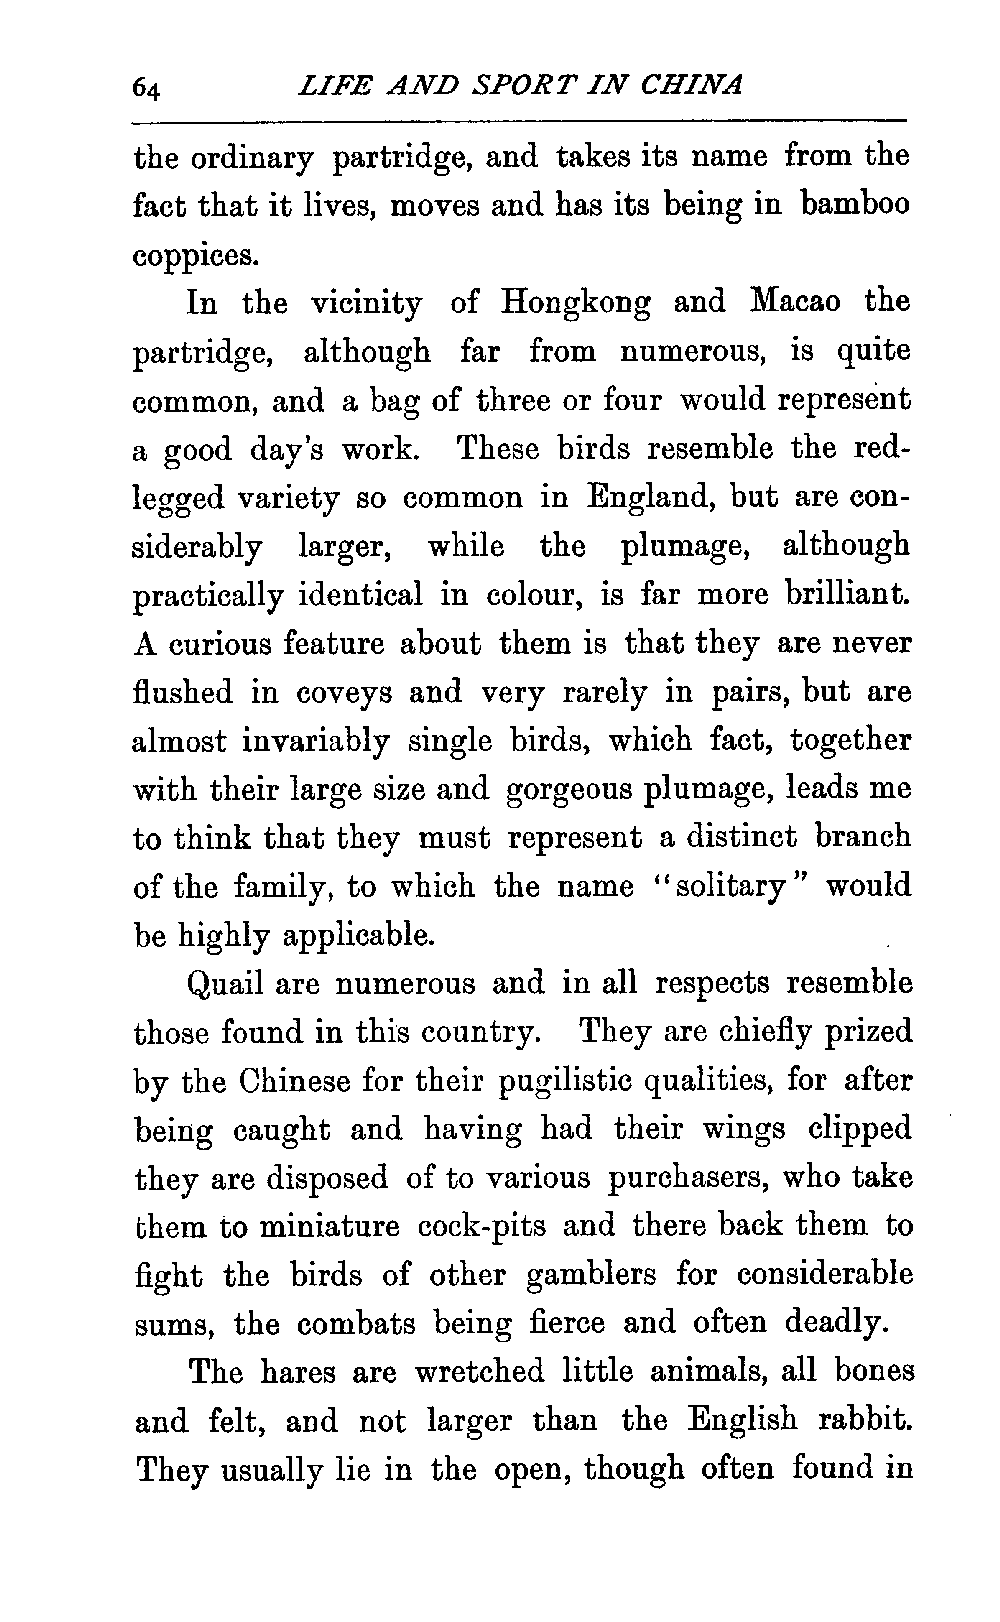 64 LIFE AND SPORT IN CHINA
the ordinary partridge, and takes its name from the
fact that it lives, moves and has its being in bamboo
coppices.
In the vicinity of Hongkong and Macao the
partridge, although far from numerous, is quite
common, and a bag of three or four would represent
a good day's work. These birds resemble the red-
legged variety so common in England, but are con-
siderably larger, while the plumage, although
practically identical in colour, is far more brilliant.
A curious feature about them is that they are never
flushed in coveys and very rarely in pairs, but are
almost invariably single birds, which fact, together
with their large size and gorgeous plumage, leads me
to think that they must represent a distinct branch
of the family, to which the name "solitary" would
be highly applicable.
Quail are numerous and in all respects resemble
those found in this country. They are chiefly prized
by the Chinese for their pugilistic qualities, for after
being caught and having had their wings clipped
they are disposed of to various purchasers, who take
them to miniature cock-pits and there back them to
fight the birds of other gamblers for considerable
sums, the combats being fierce and often deadly.
The hares are wretched little animals, all bones
and felt, and not larger than the English rabbit.
They usually lie in the open, though often found in